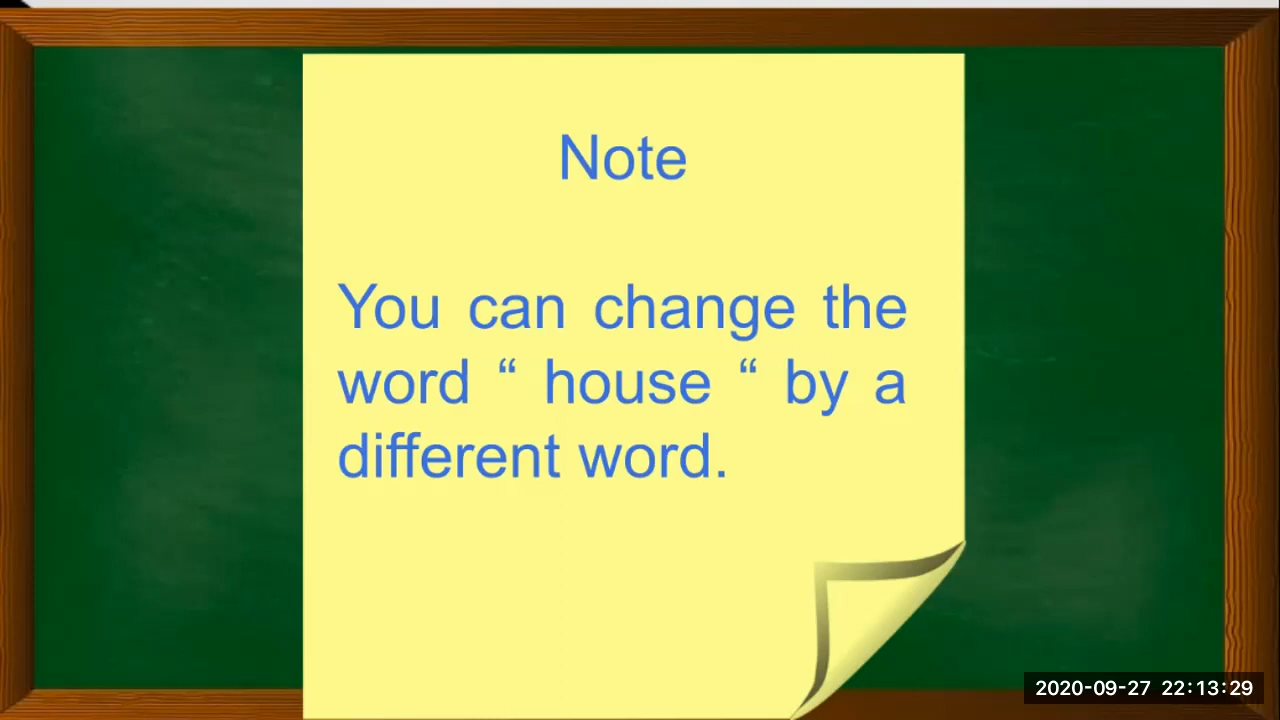 Note
You can change the
word “ house “ by a
different word.
2020-09-27 22:13:29